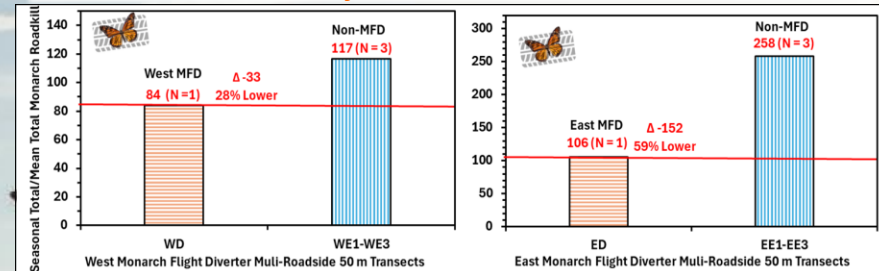 Seasonal Total/Mean Total Monarch Roadkill
140
120
100
80
60
40
20
0
West MFD
84 (N =1)
Δ -33
28% Lower
Non-MFD
117 (N = 3)
WD
WE1-WE3
West Monarch Flight Diverter Muli-Roadside 50 m Transects
300
250
200
150
100
50
0
East MFD
106 (N = 1)
Δ -152
59% Lower
Non-MFD
258 (N = 3)
ED
EE1-EE3
East Monarch Flight Diverter Muli-Roadside 50 m Transects